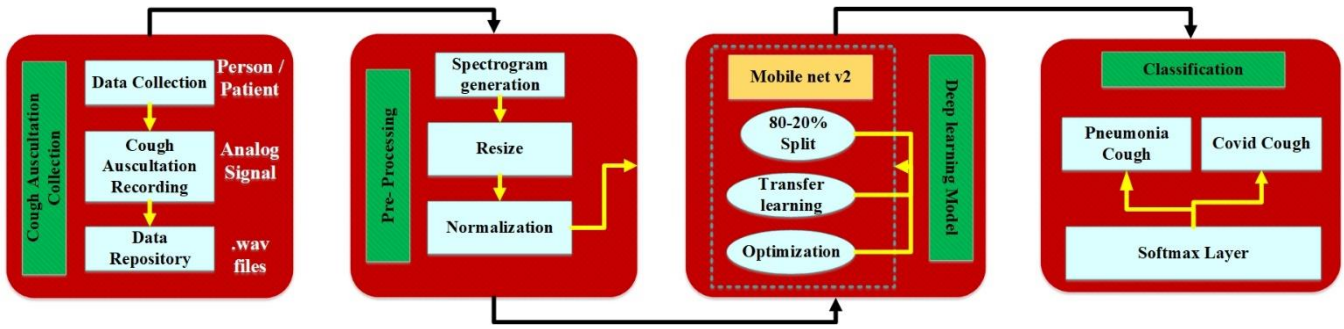 Cough Auscultation
Collection
Data Collection
Person /
Patient
Cough
Auscultation
Recording
Analog
Signal
Data
Repository
.wav
files
Pre- Processing
Spectrogram
generation
Resize
Normalization
Mobile net v2
80-20%
Split
Transfer
learning
Optimization
Deep learning Model
Classification
Pneumonia
Cough
Covid Cough
Softmax Layer